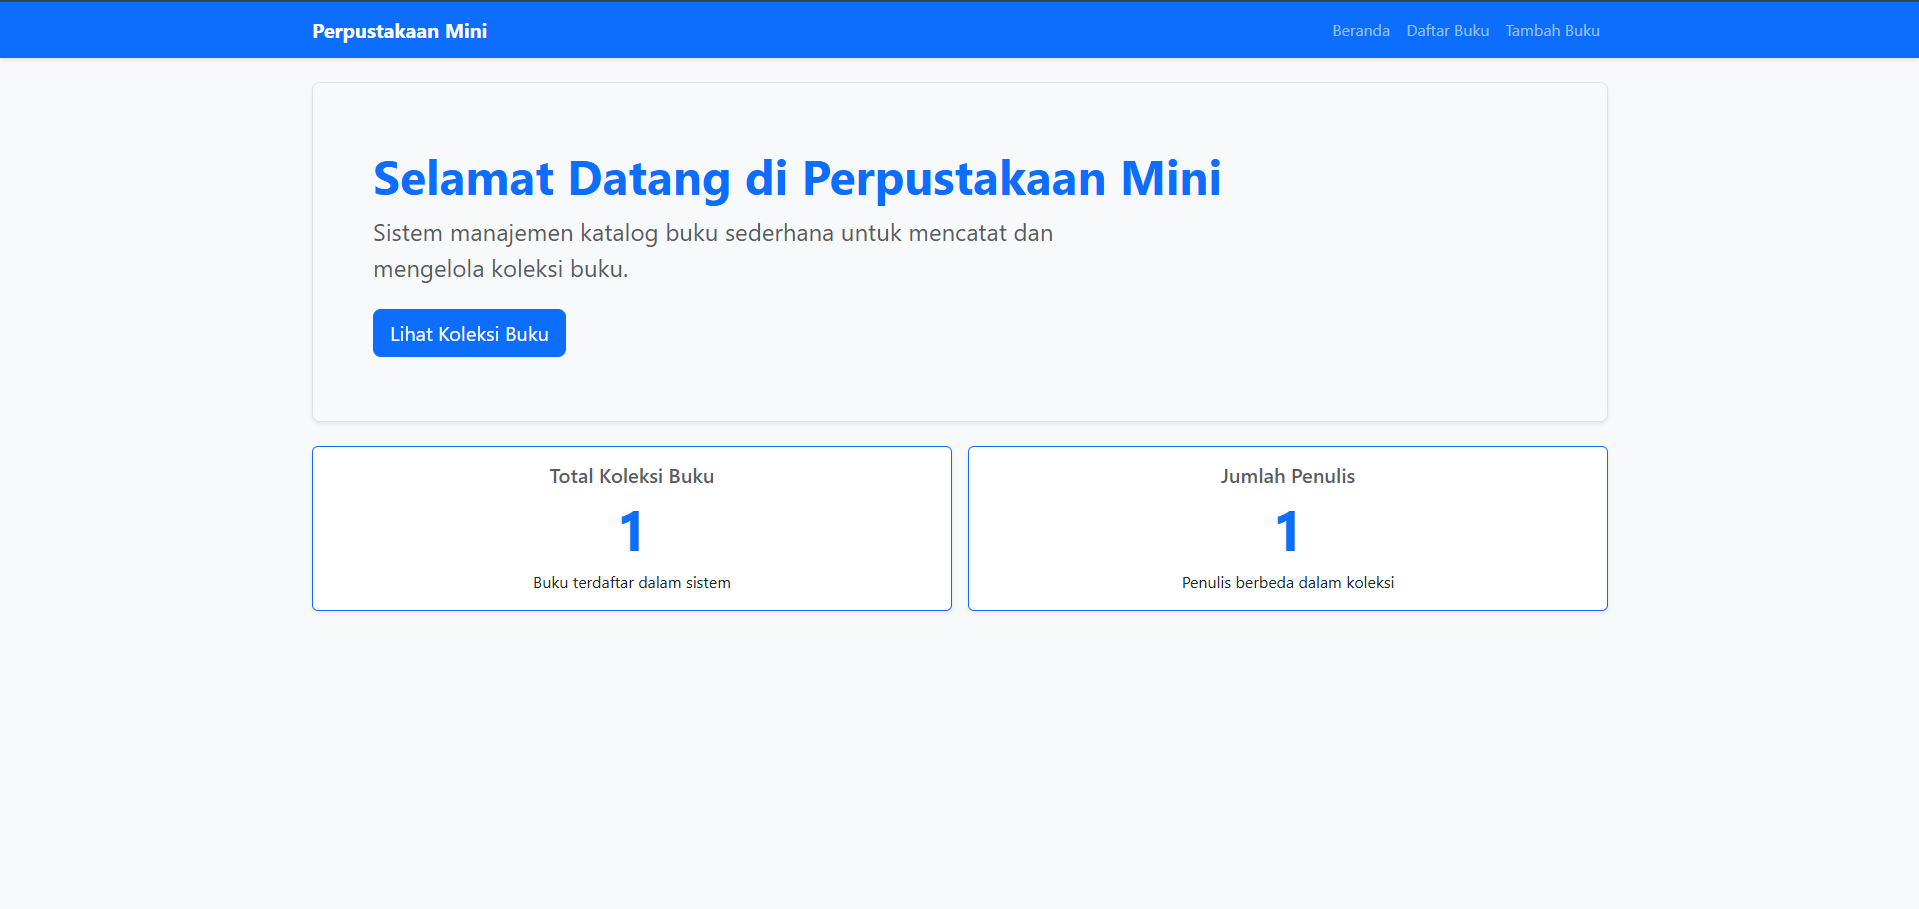 Perpustakaan Mini
Beranda Daftar Buku Tambah Buku
Selamat Datang di Perpustakaan Mini
Sistem manajemen katalog buku sederhana untuk mencatat dan
mengelola koleksi buku.
Lihat Koleksi Buku
Total Koleksi Buku
1
Buku terdaftar dalam sistem
Jumlah Penulis
1
Penulis berbeda dalam koleksi